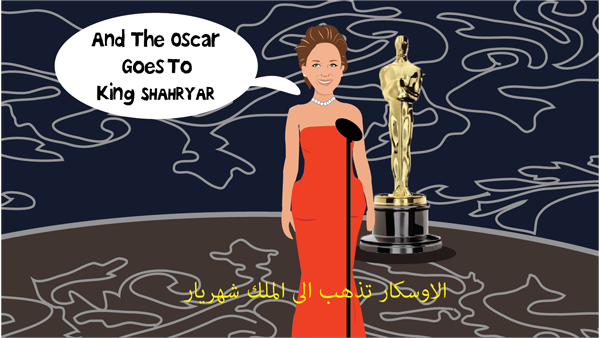 And The Oscar
Goes To
King SHAHRYAR
الاوسكار تذهب الى الملك شهريار